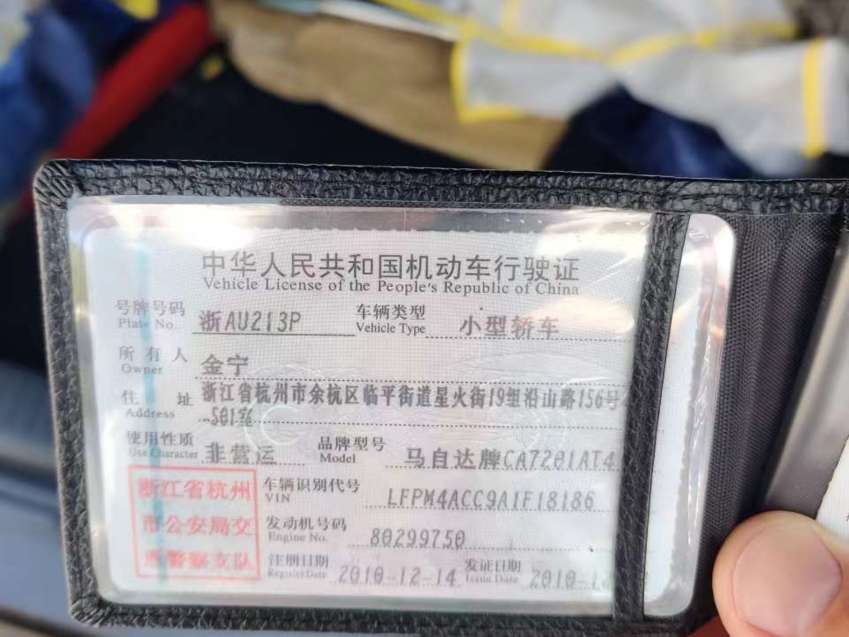 中华人民共和国机动车行驶证
Vehicle License of the People's Republic of China
号牌号码 浙AU213P 车辆类型 小型轿车
Plate No. Vehicle Type
所有人 金宁
Owner
住址 浙江省杭州市余杭区临平街道星火街19组沿山路156号
Address -501室
使用性质 非营运 品牌型号 马自达牌CA7201AT4
Use Character Model
浙江省杭州
市公安局交
通警察支队
车辆识别代号 LFPM4ACC9A1F18186
VIN
发动机号码 80299750
Engine No.
注册日期 2010-12-14 发证日期 2010-1
Register Date Issue Date